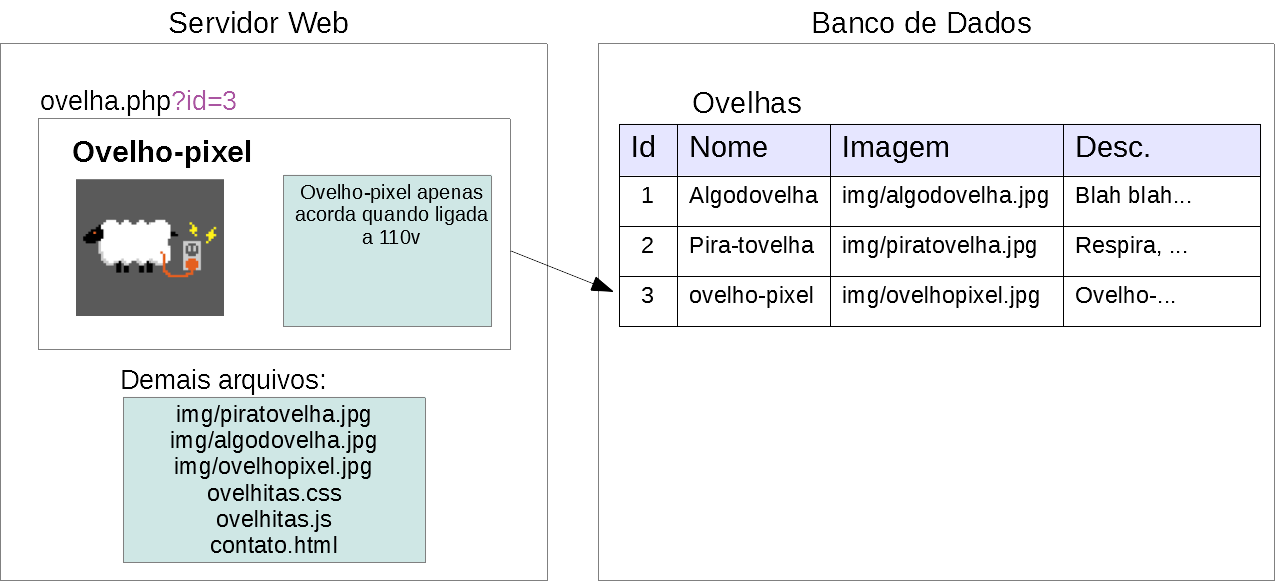 Servidor Web
ovelha.php?id=3
Ovelho-pixel
Ovelho-pixel apenas
acorda quando ligada
a 110v
Demais arquivos:
img/piratovelha.jpg
img/algodovelha.jpg
img/ovelhopixel.jpg
ovelhitas.css
ovelhitas.js
contato.html
Banco de Dados
Ovelhas
Id Nome Imagem Desc.
1 Algodovelha img/algodovelha.jpg Blah blah...
2 Pira-tovelha img/piratovelha.jpg Respira, ...
3 ovelho-pixel img/ovelhopixel.jpg Ovelho-...